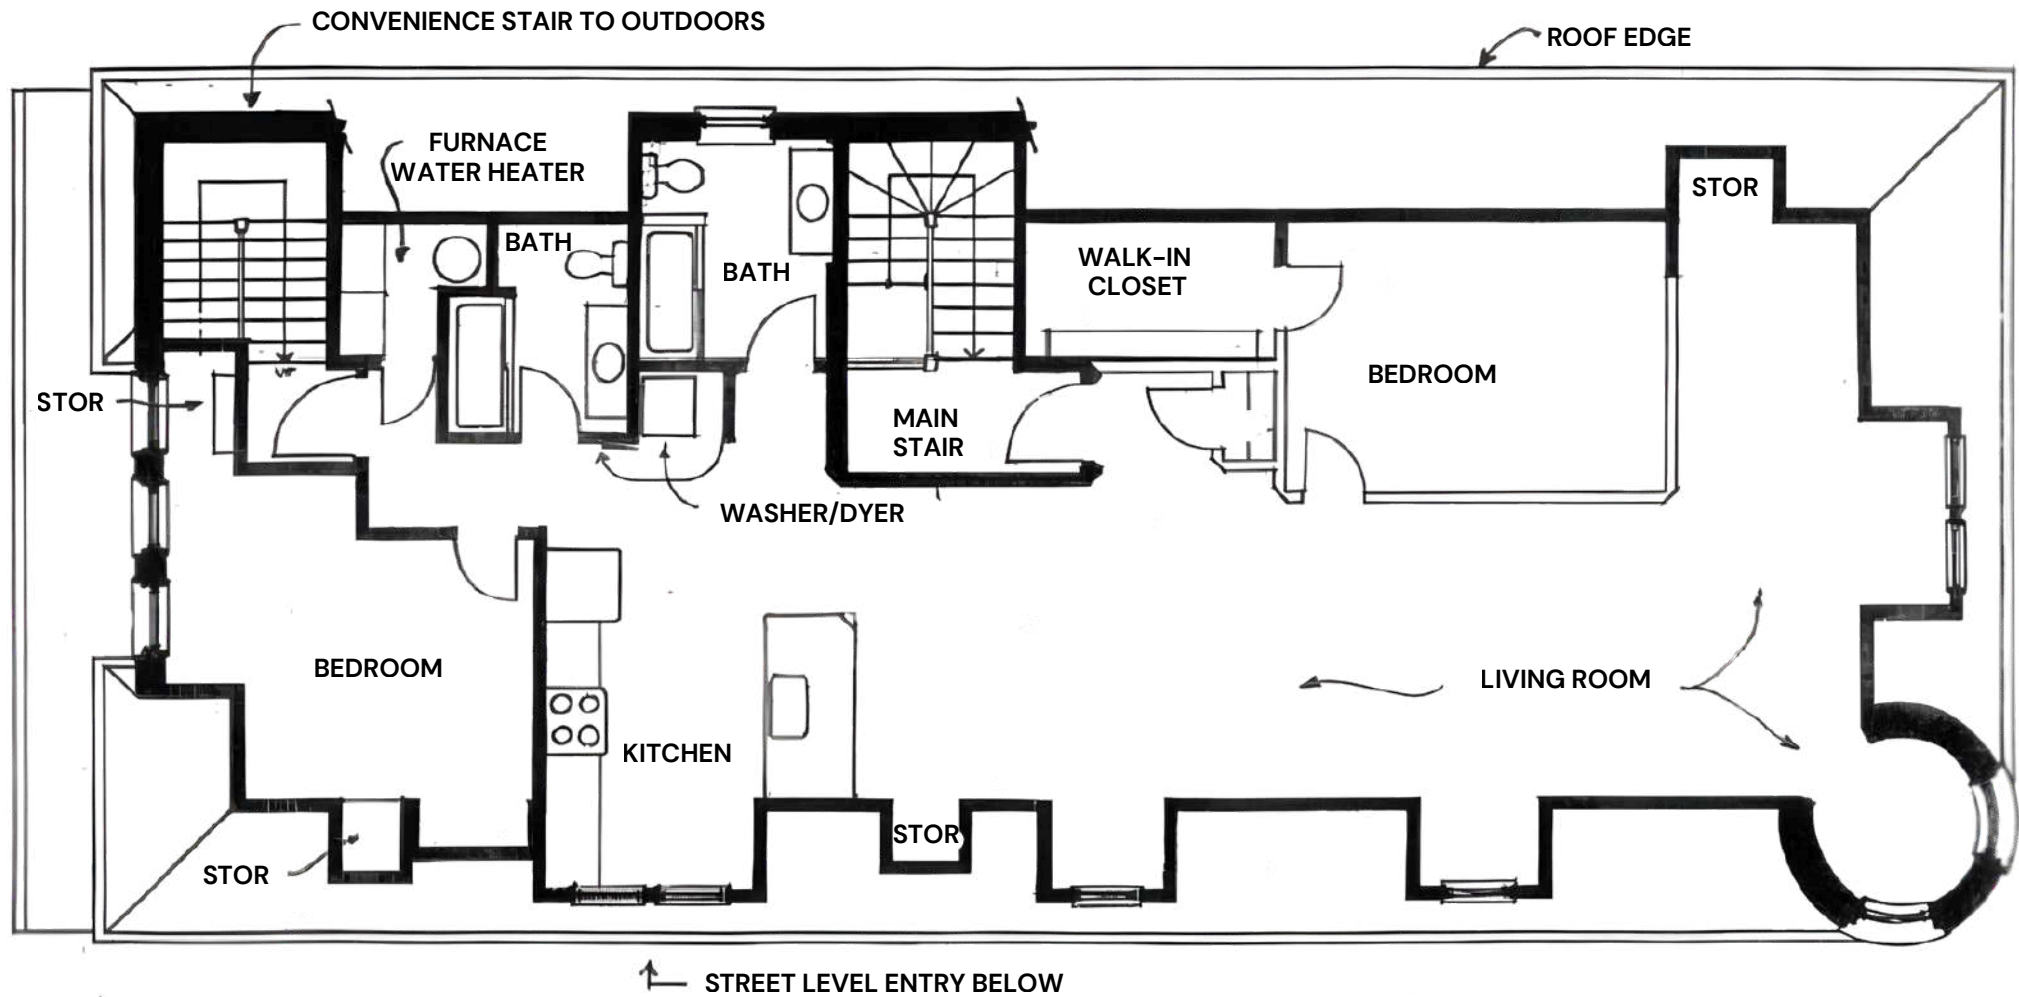 CONVENIENCE STAIR TO OUTDOORS
ROOF EDGE
FURNACE
WATER HEATER
BATH
BATH
WALK-IN
CLOSET
STOR
BEDROOM
STOR
MAIN
STAIR
WASHER/DYER
BEDROOM
LIVING ROOM
KITCHEN
STOR
STOR
STREET LEVEL ENTRY BELOW